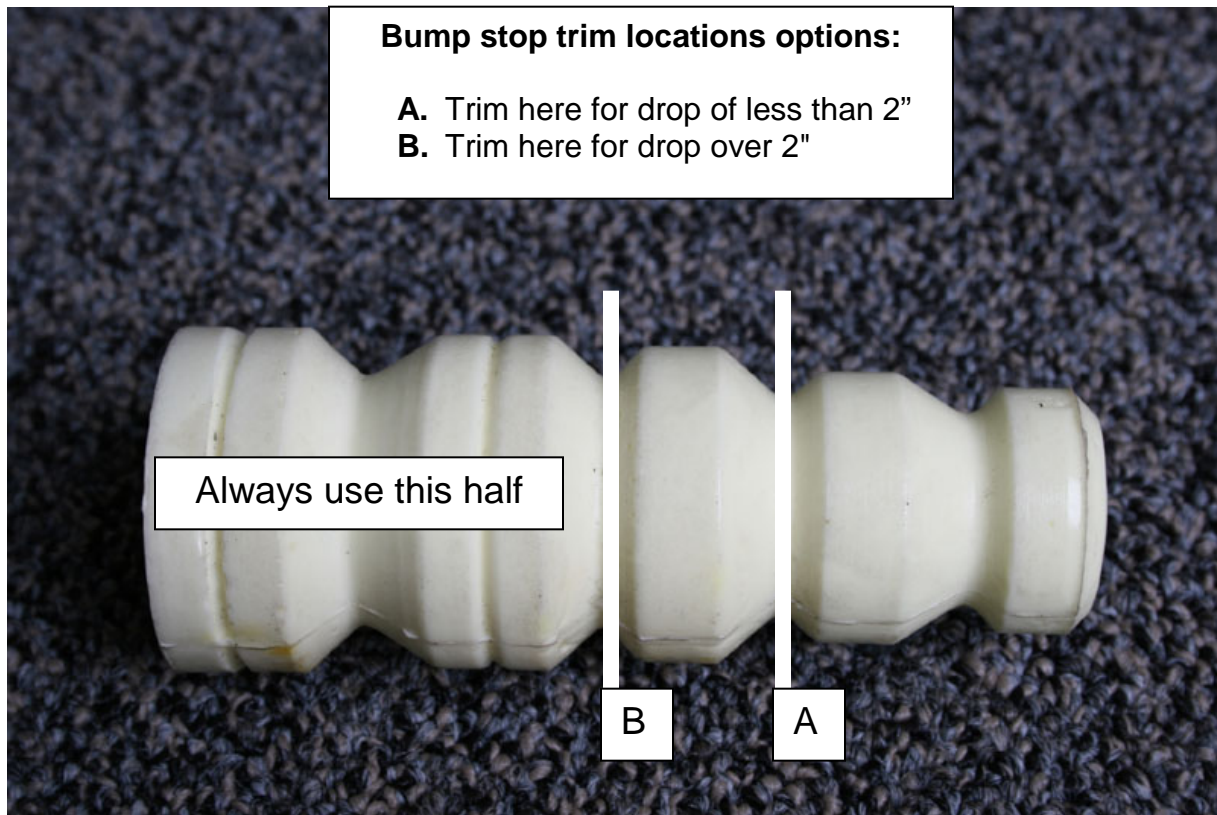 Bump stop trim locations options:
A. Trim here for drop of less than 2”
B. Trim here for drop over 2"
Always use this half
B
A